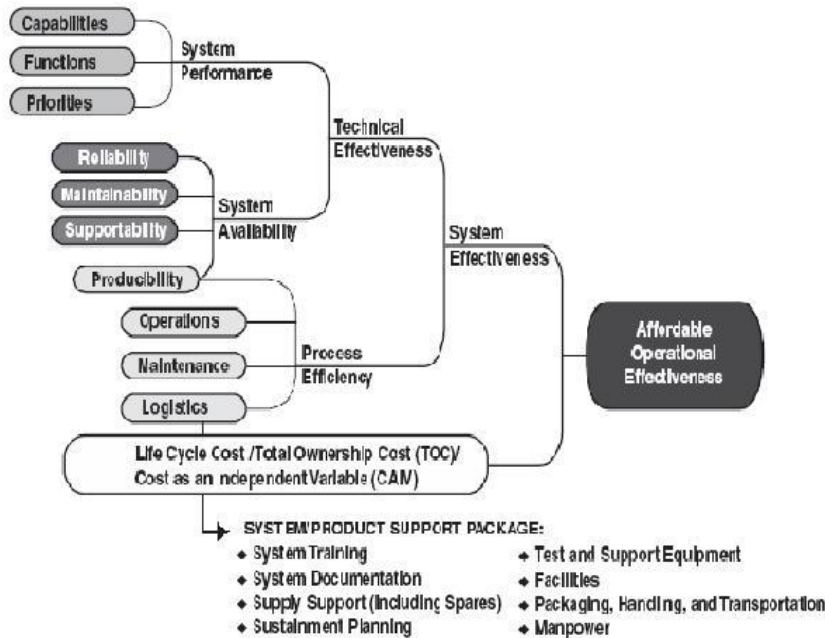 Capabilities
Functions
Priorities
System
Performance
Technical
Effectiveness
Reliability
Maintainability
Supportability
System
Availability
Producibility
System
Effectiveness
Operations
Maintenance
Logistics
Process
Efficiency
Affordable
Operational
Effectiveness
Life Cycle Cost /Total Ownership Cost (TOC)/
Cost as an Independent Variable (CAIV)
SYSTEM/PRODUCT SUPPORT PACKAGE:
◆ System Training
◆ System Documentation
◆ Supply Support (Including Spares)
◆ Sustainment Planning
◆ Test and Support Equipment
◆ Facilities
◆ Packaging, Handling, and Transportation
◆ Manpower